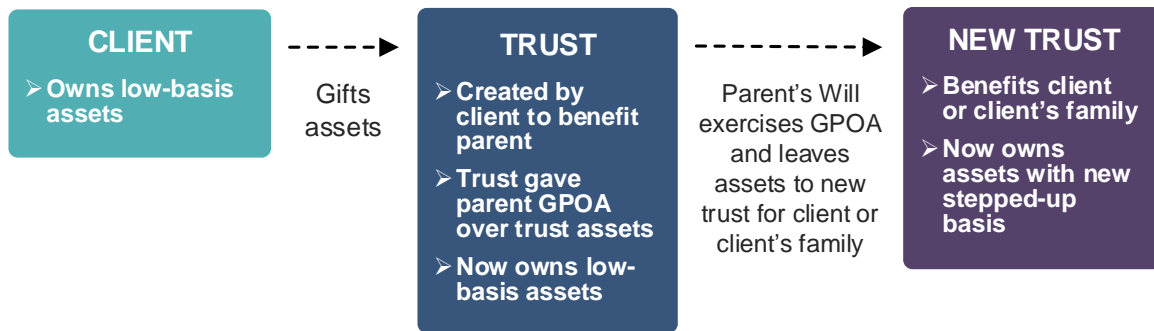 CLIENT
➢ Owns low-basis
assets
Gifts
assets
TRUST
➢ Created by
client to benefit
parent
➢ Trust gave
parent GPOA
over trust assets
➢ Now owns low-
basis assets
Parent's Will
exercises GPOA
and leaves
assets to new
trust for client or
client's family
NEW TRUST
➢ Benefits client
or client's family
➢ Now owns
assets with new
stepped-up
basis